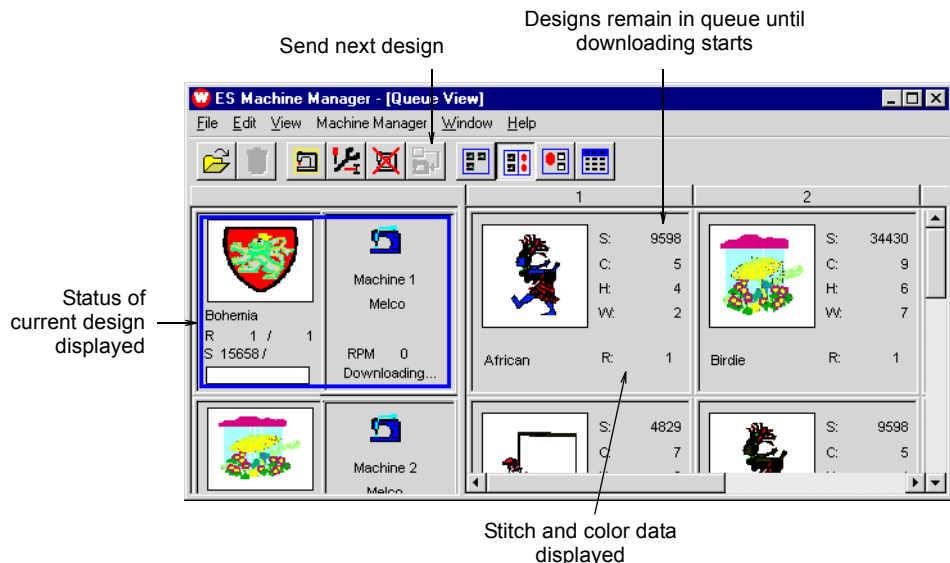 Designs remain in queue until
downloading starts
Send next design
ES Machine Manager - [Queue View]
File Edit View Machine Manager Window Help
1 2
Status of
current design
displayed
Bohemia
R 1 / 1
S 15658 /
Machine 1
Melco
RPM 0
Downloading...
S: 9598
C: 5
H: 4
W: 2
African R: 1
S: 34430
C: 9
H: 6
W: 7
Birdie R: 1
Machine 2
Melco
S: 4829
C: 7
S: 9598
C: 5
Stitch and color data
displayed